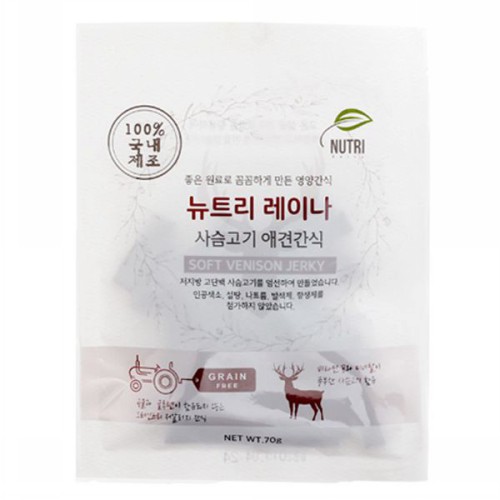 100%
국내
제조
NUTRI
좋은 원료로 꼼꼼하게 만든 영양간식
뉴트리 레이나
사슴고기 애견간식
SOFT VENISON JERKY
저지방 고단백 사슴고기를 엄선하여 만들었습니다.
인공색소, 설탕, 나트륨, 발색제, 항생제를
첨가하지 않았습니다.
GRAIN
FREE
NET WT.70g